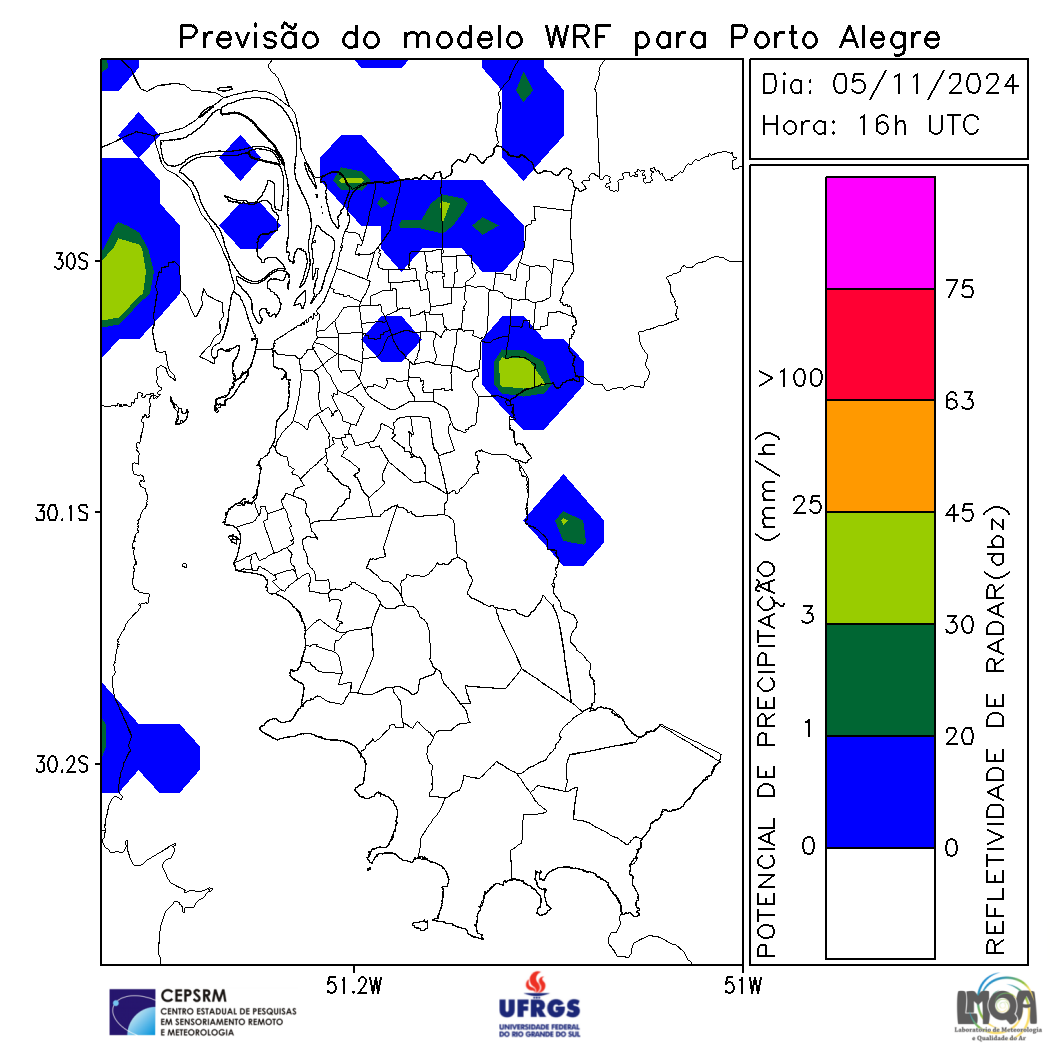 Previsão do modelo WRF para Porto Alegre
Dia: 05/11/2024
Hora: 16h UTC
30S
30.1S
30.2S
51.2W
51W
>100
25
3
1
0
75
63
45
30
20
0
POTENCIAL DE PRECIPITAÇÃO (mm/h)
REFLETIVIDADE DE RADAR(dbz)
CEPSRM
CENTRO ESTADUAL DE PESQUISAS
EM SENSORIAMENTO REMOTO
E METEOROLOGIA
UFRGS
UNIVERSIDADE FEDERAL
DO RIO GRANDE DO SUL
LMQA
Laboratório de Meteorologia
e Qualidade do Ar